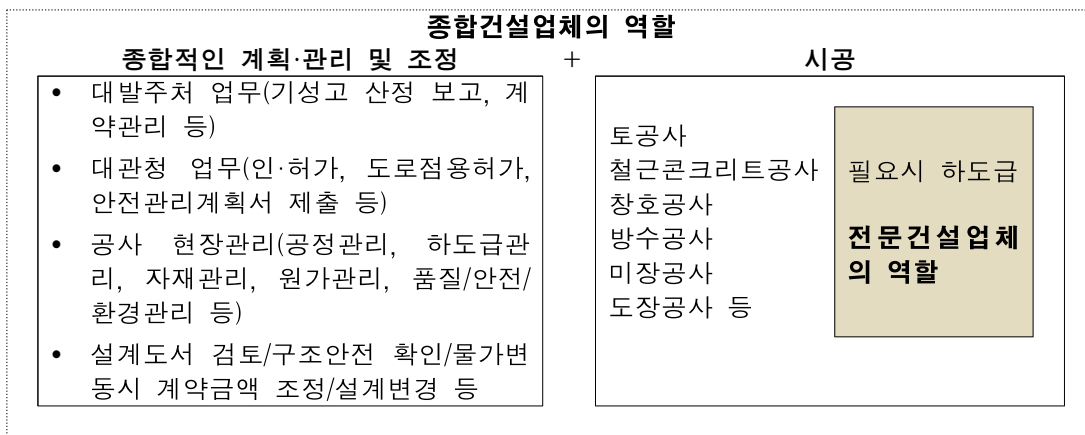 종합건설업체의 역할
종합적인 계획·관리 및 조정 + 시공
• 대발주처 업무(기성고 산정 보고, 계
약관리 등)
• 대관청 업무(인·허가, 도로점용허가,
안전관리계획서 제출 등)
• 공사 현장관리(공정관리, 하도급관
리, 자재관리, 원가관리, 품질/안전/
환경관리 등)
• 설계도서 검토/구조안전 확인/물가변
동시 계약금액 조정/설계변경 등
토공사
철근콘크리트공사
창호공사
방수공사
미장공사
도장공사 등
필요시 하도급
전문건설업체
의 역할